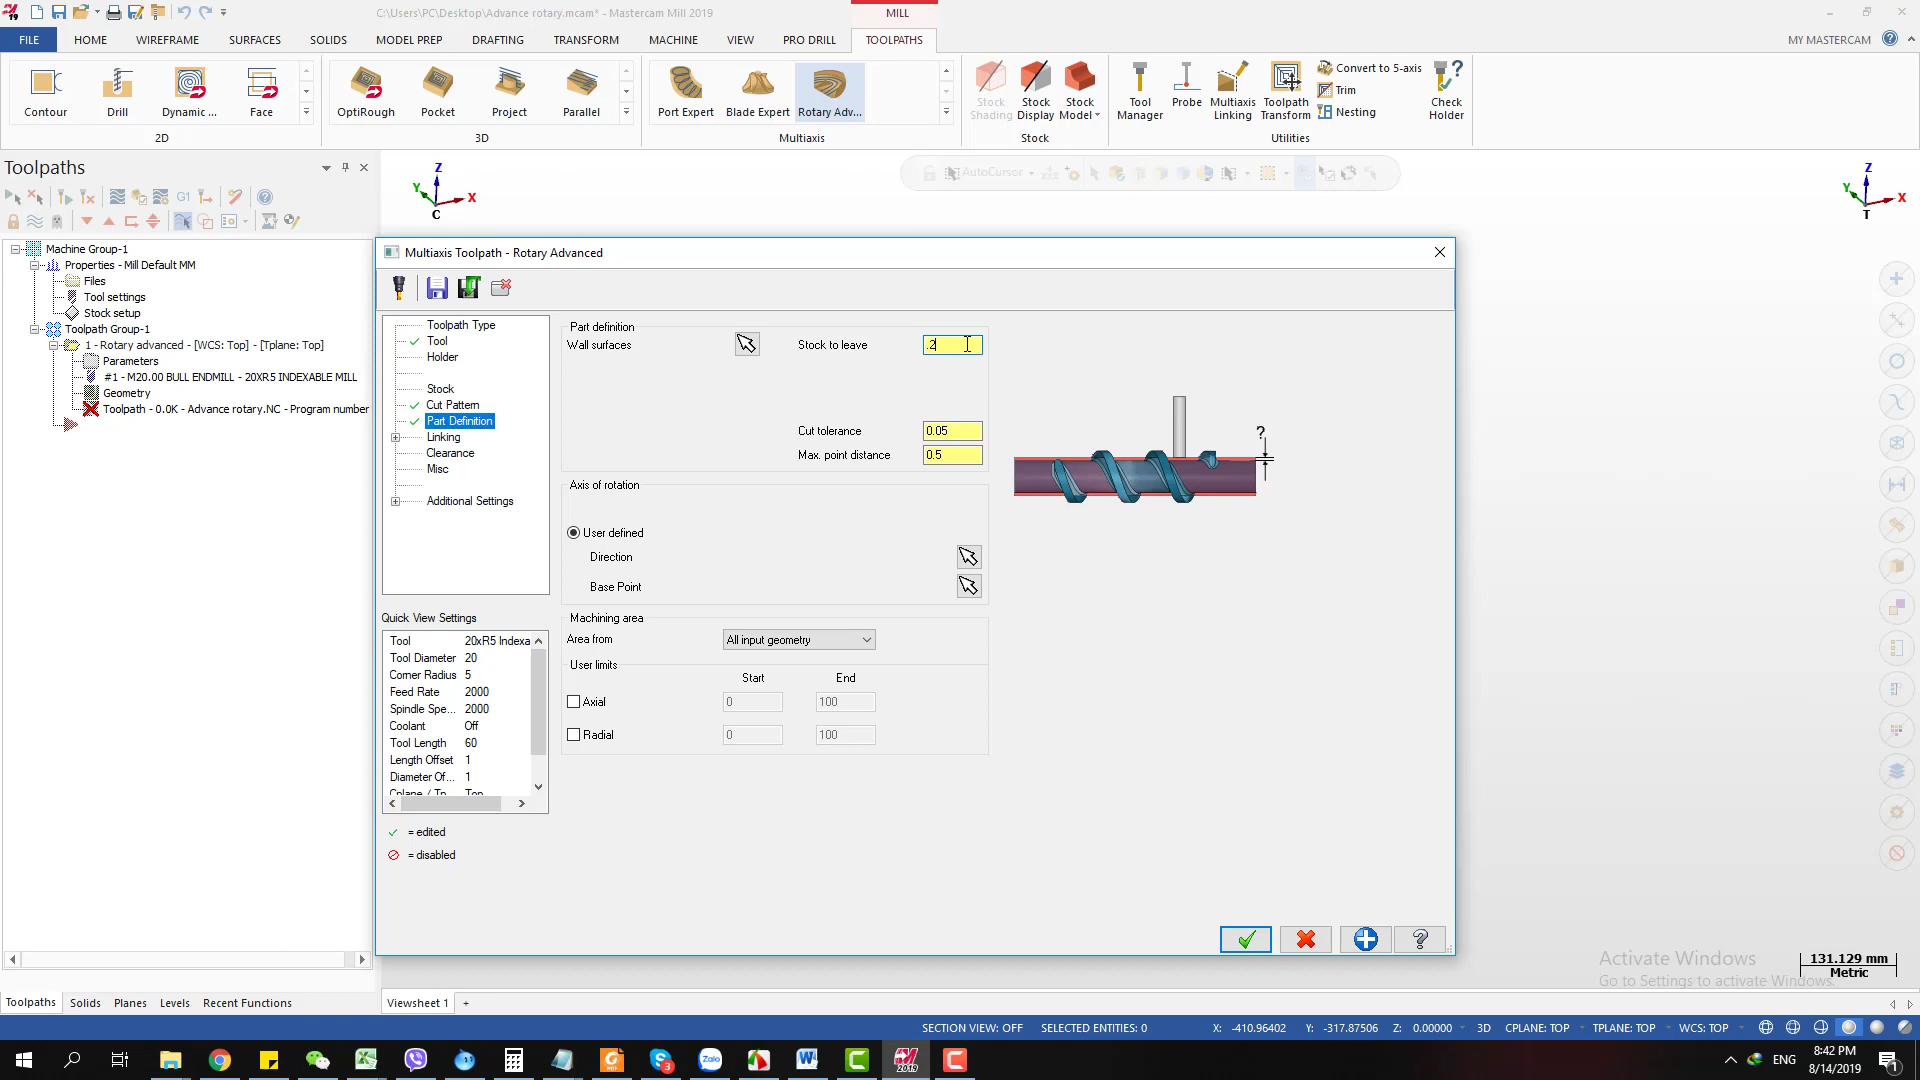 C:\Users\PC\Desktop\Advance rotary.mcam* - Mastercam Mill 2019
MILL
FILE HOME WIREFRAME SURFACES SOLIDS MODEL PREP DRAFTING TRANSFORM MACHINE VIEW PRO DRILL TOOLPATHS MY MASTERCAM
Contour Drill Dynamic ... Face OptiRough Pocket Project Parallel Port Expert Blade Expert Rotary Adv...
Stock Shading Stock Display Stock Model Tool Manager Probe Multiaxis Linking Toolpath Transform
Convert to 5-axis
Trim
Nesting
Check Holder
2D 3D Multiaxis Stock Utilities
Toolpaths
G1
AutoCursor
Z Y X C
Z Y X T
Machine Group-1
Properties - Mill Default MM
Files
Tool settings
Stock setup
Toolpath Group-1
1 - Rotary advanced - [WCS: Top] - [Tplane: Top]
Parameters
#1 - M20.00 BULL ENDMILL - 20XR5 INDEXABLE MILL
Geometry
Toolpath - 0.0K - Advance rotary.NC - Program number
Multiaxis Toolpath - Rotary Advanced
Toolpath Type
Tool
Holder
Stock
Cut Pattern
Part Definition
Linking
Clearance
Misc
Additional Settings
Quick View Settings
Tool 20xR5 Indexa
Tool Diameter 20
Corner Radius 5
Feed Rate 2000
Spindle Spe... 2000
Coolant Off
Tool Length 60
Length Offset 1
Diameter Of... 1
Cplane / Tp... Top
= edited
= disabled
Part definition
Wall surfaces Stock to leave .2
Cut tolerance 0.05
Max. point distance 0.5
Axis of rotation
User defined
Direction
Base Point
Machining area
Area from All input geometry
User limits
Start End
Axial 0 100
Radial 0 100
?
Activate Windows
Go to Settings to activate Windows.
131.129 mm
Metric
Toolpaths Solids Planes Levels Recent Functions Viewsheet 1 +
SECTION VIEW: OFF SELECTED ENTITIES: 0 X: -410.96402 Y: -317.87506 Z: 0.00000 3D CPLANE: TOP TPLANE: TOP WCS: TOP
3
Zalo
2019
ENG
8:42 PM
8/14/2019
1